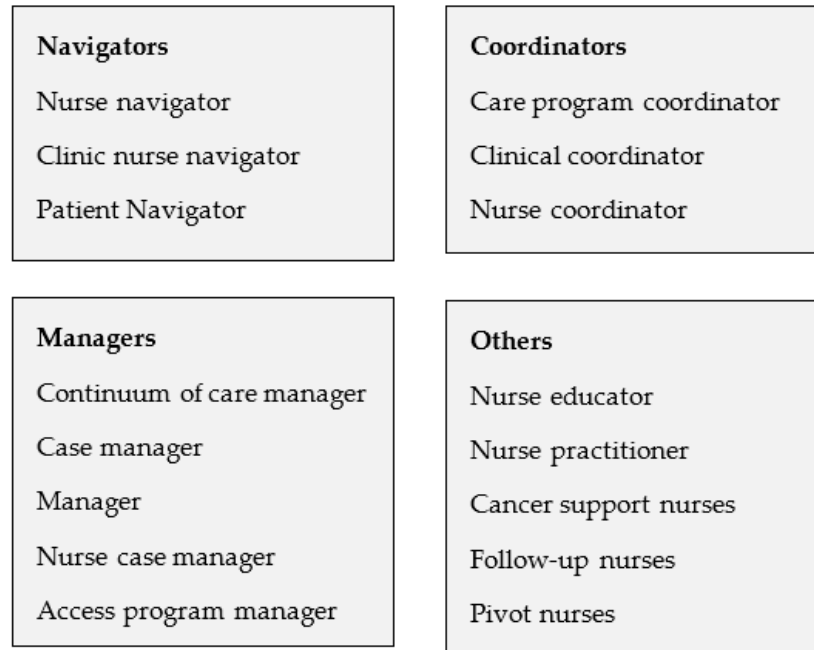 Navigators
Nurse navigator
Clinic nurse navigator
Patient Navigator
Coordinators
Care program coordinator
Clinical coordinator
Nurse coordinator
Managers
Continuum of care manager
Case manager
Manager
Nurse case manager
Access program manager
Others
Nurse educator
Nurse practitioner
Cancer support nurses
Follow-up nurses
Pivot nurses